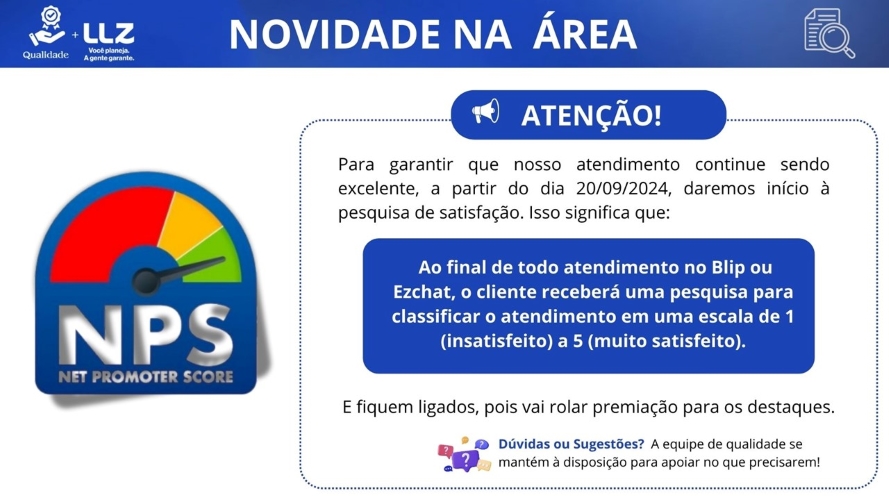 Qualidade
+
LLZ
Você planeja.
A gente garante.
NOVIDADE NA ÁREA
ATENÇÃO!
Para garantir que nosso atendimento continue sendo
excelente, a partir do dia 20/09/2024, daremos início à
pesquisa de satisfação. Isso significa que:
Ao final de todo atendimento no Blip ou
Ezchat, o cliente receberá uma pesquisa para
classificar o atendimento em uma escala de 1
(insatisfeito) a 5 (muito satisfeito).
NPS
NET PROMOTER SCORE
E fiquem ligados, pois vai rolar premiação para os destaques.
Dúvidas ou Sugestões? A equipe de qualidade se
mantém à disposição para apoiar no que precisarem!